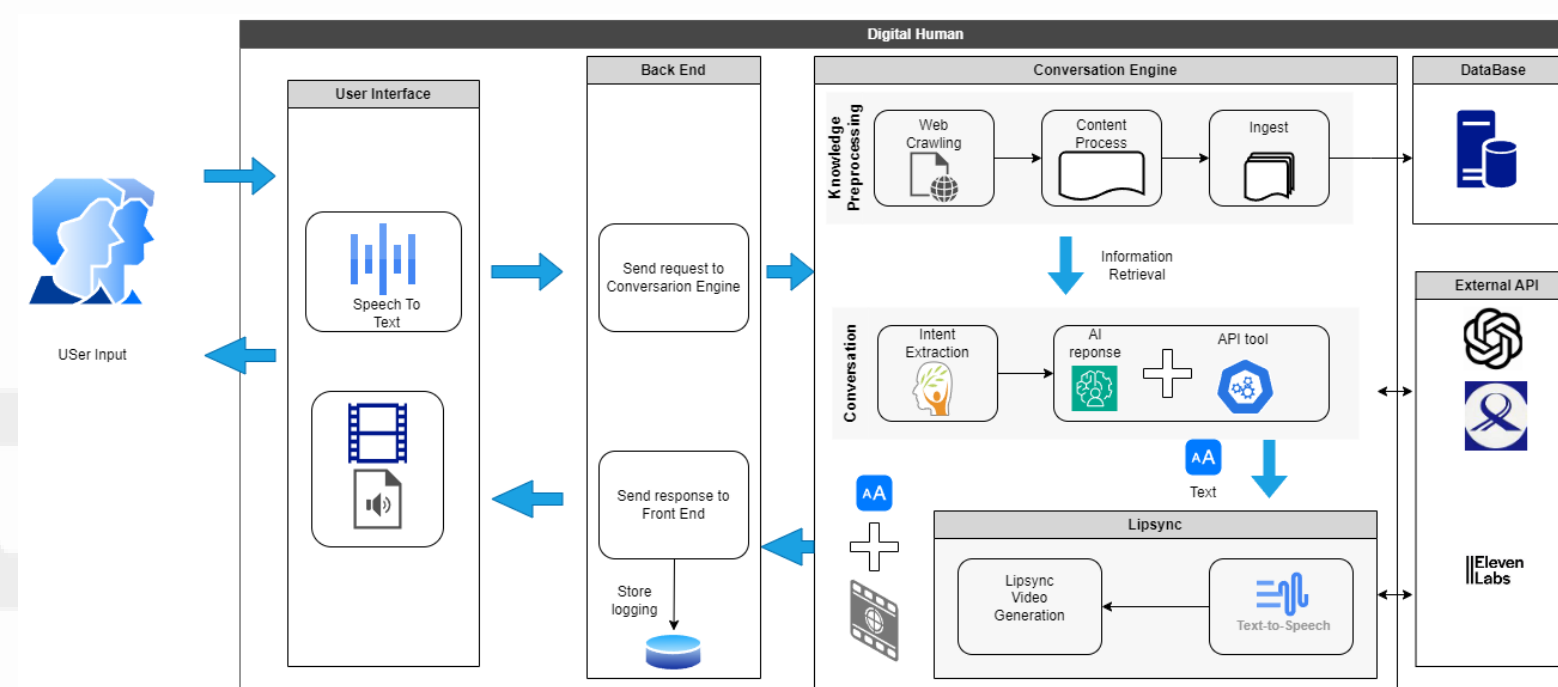 Digital Human
User Interface
Back End
Conversation Engine
DataBase
Knowledge
Preprocessing
Web
Crawling
Content
Process
Ingest
Speech To
Text
Send request to
Conversarion Engine
Information
Retrieval
External API
USer Input
Conversation
Intent
Extraction
AI
reponse
API tool
AA
Text
AA
Send response to
Front End
Store
logging
Lipsync
Lipsync
Video
Generation
Text-to-Speech
||Eleven
Labs